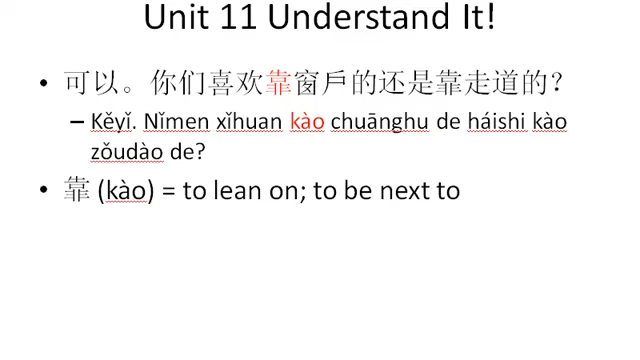 Unit 11 Understand It!
• 可以。你们喜欢靠窗戶的还是靠走道的？
– Kěyǐ. Nǐmen xǐhuan kào chuānghu de háishi kào
zǒudào de?
• 靠 (kào) = to lean on; to be next to